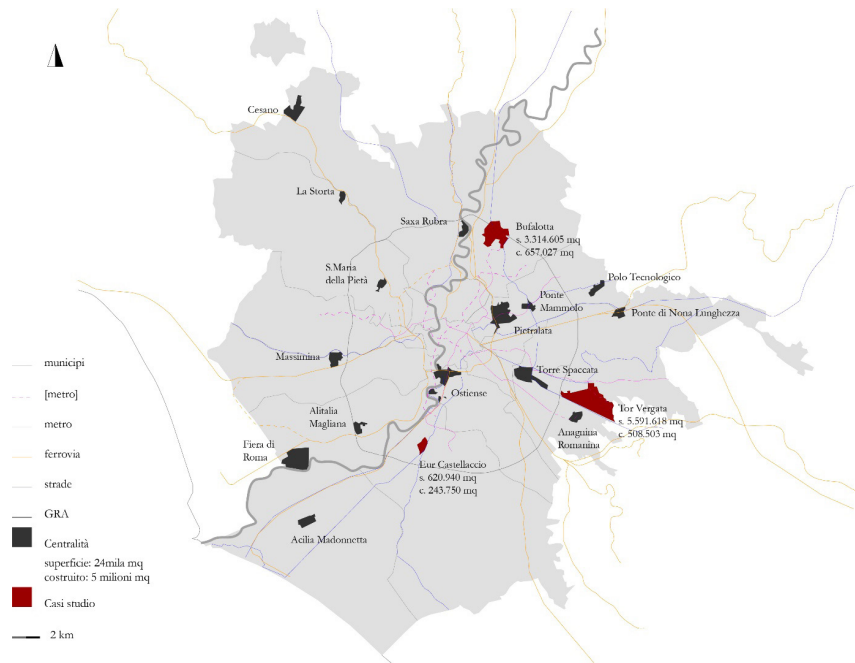 Cesano
La Storta
Saxa Rubra
Bufalotta
s. 3.314.605 mq
c. 657.027 mq
S.Maria
della Pietà
Polo Tecnologico
Ponte
Mammolo
Ponte di Nona Lunghezza
Pietralata
Massimina
Torre Spaccata
Ostiense
Alitalia
Magliana
Tor Vergata
s. 5.591.618 mq
c. 508.503 mq
Anagnina
Romanina
Fiera di
Roma
Eur Castellaccio
s. 620.940 mq
c. 243.750 mq
Acilia Madonnetta
municipi
[metro]
metro
ferrovia
strade
GRA
Centralità
superficie: 24mila mq
costruito: 5 milioni mq
Casi studio
2 km